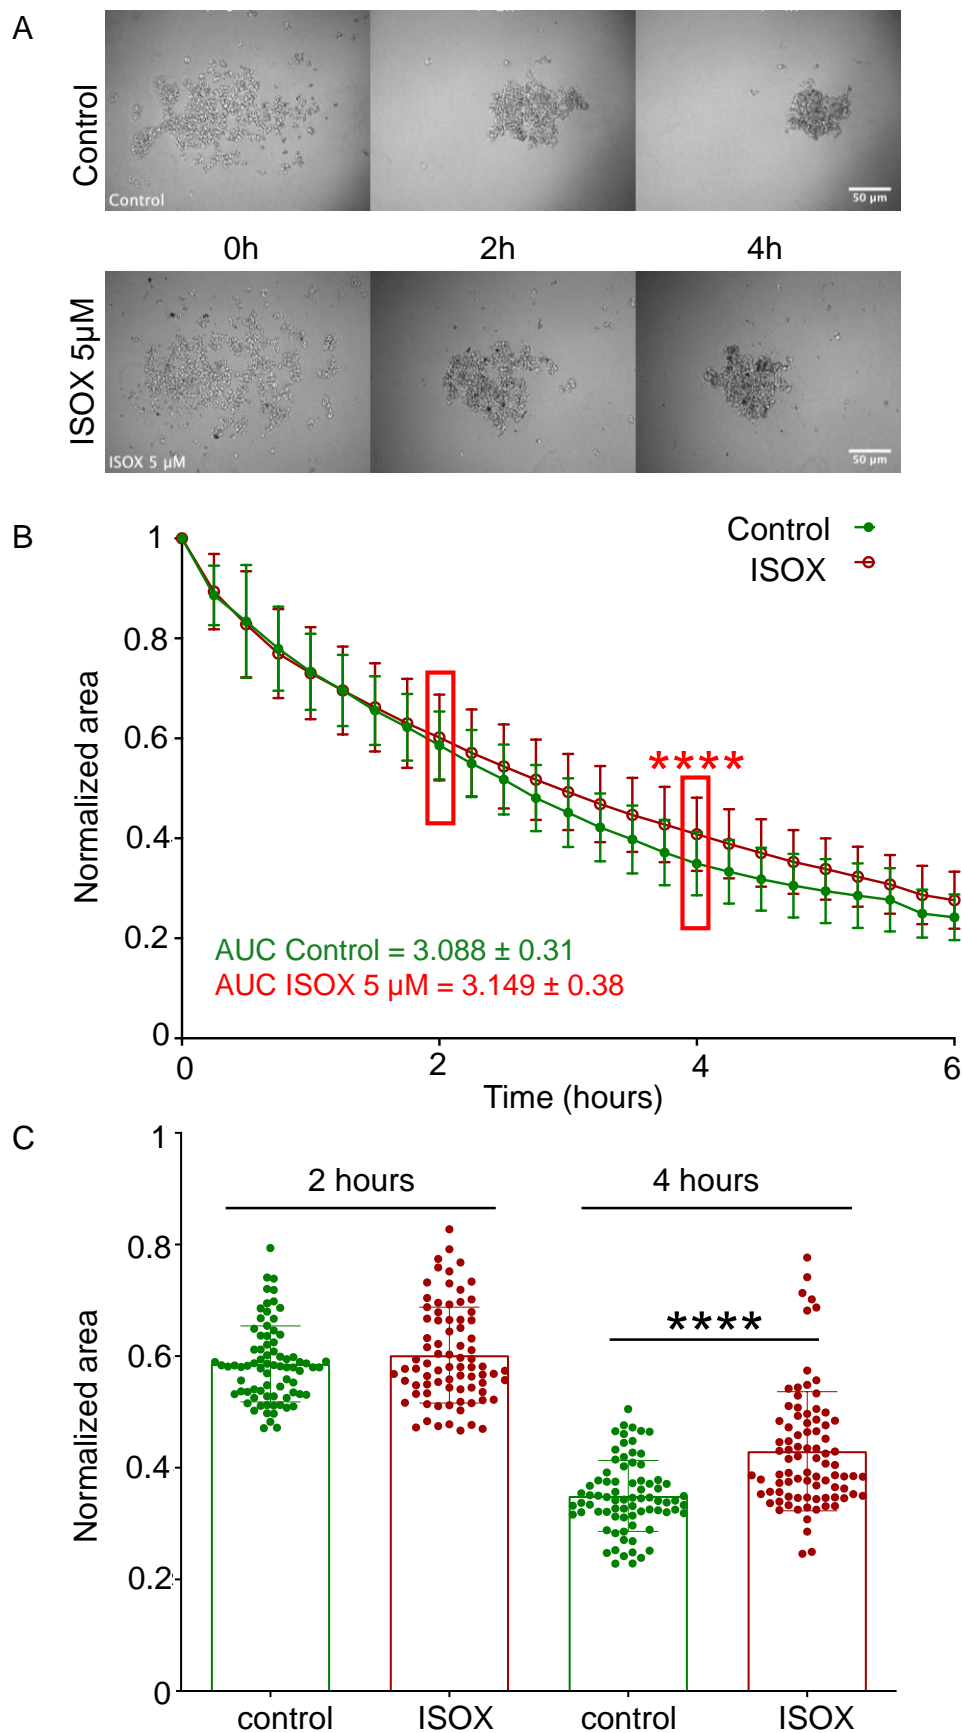 A
Control
Control
50 µm
0h
2h
4h
ISOX 5µM
ISOX 5 µM
50 µm
B
Control
ISOX
Normalized area
1
0.8
0.6
0.4
0.2
0
****
AUC Control = 3.088 ± 0.31
AUC ISOX 5 µM = 3.149 ± 0.38
0
2
4
6
Time (hours)
C
Normalized area
1
0.8
0.6
0.4
0.2
0
2 hours
4 hours
****
control
ISOX
control
ISOX